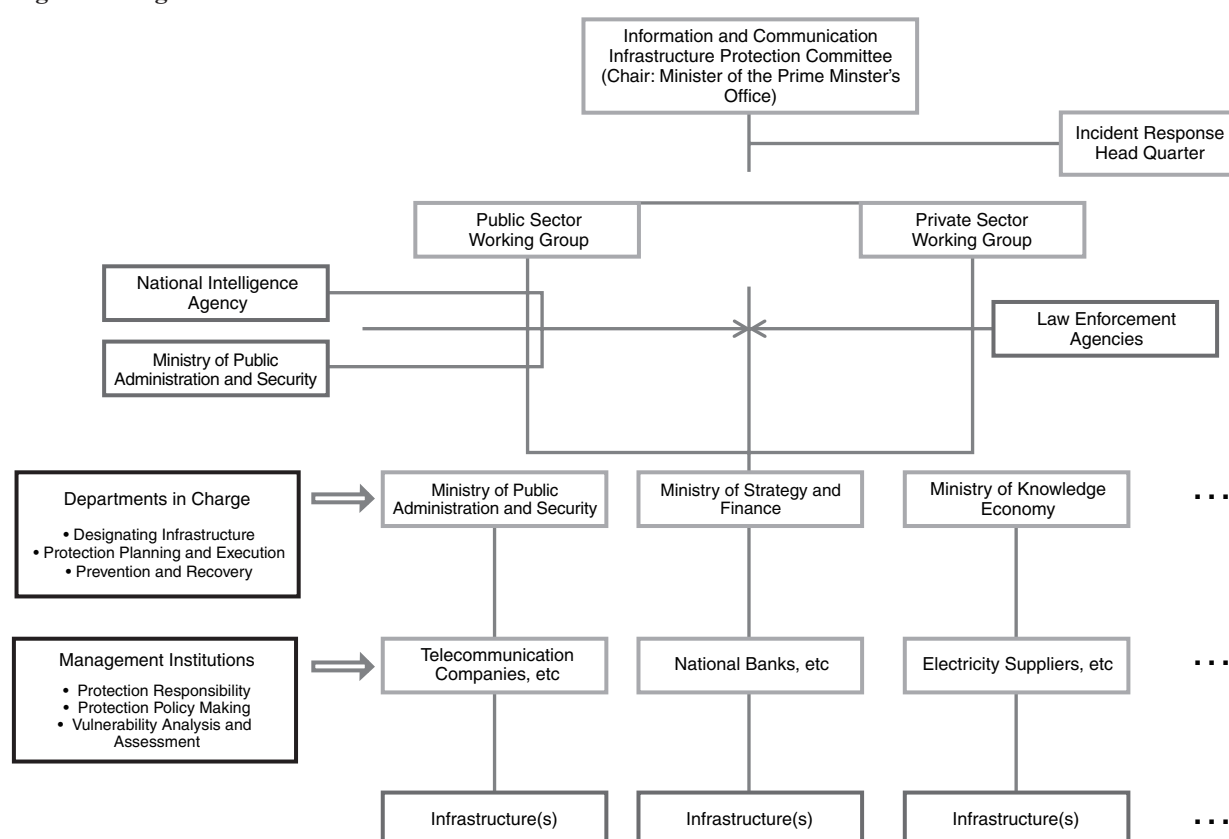 Information and Communication
Infrastructure Protection Committee
(Chair: Minister of the Prime Minster's
Office)
Incident Response
Head Quarter
Public Sector
Working Group
Private Sector
Working Group
National Intelligence
Agency
Law Enforcement
Agencies
Ministry of Public
Administration and Security
Departments in Charge
• Designating Infrastructure
• Protection Planning and Execution
• Prevention and Recovery
Ministry of Public
Administration and Security
Ministry of Strategy and
Finance
Ministry of Knowledge
Economy
...
Management Institutions
• Protection Responsibility
• Protection Policy Making
• Vulnerability Analysis and
Assessment
Telecommunication
Companies, etc
National Banks, etc
Electricity Suppliers, etc
...
Infrastructure(s)
Infrastructure(s)
Infrastructure(s)
...